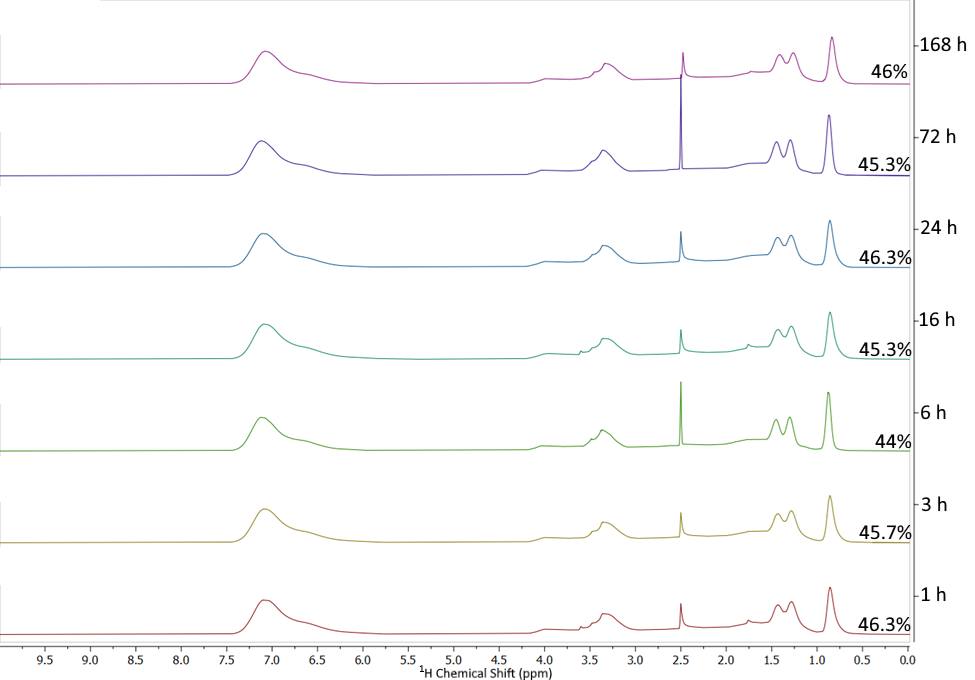 168 h
46%
72 h
45.3%
24 h
46.3%
16 h
45.3%
6 h
44%
3 h
45.7%
1 h
46.3%
9.5 9.0 8.5 8.0 7.5 7.0 6.5 6.0 5.5 5.0 4.5 4.0 3.5 3.0 2.5 2.0 1.5 1.0 0.5 0.0
¹H Chemical Shift (ppm)